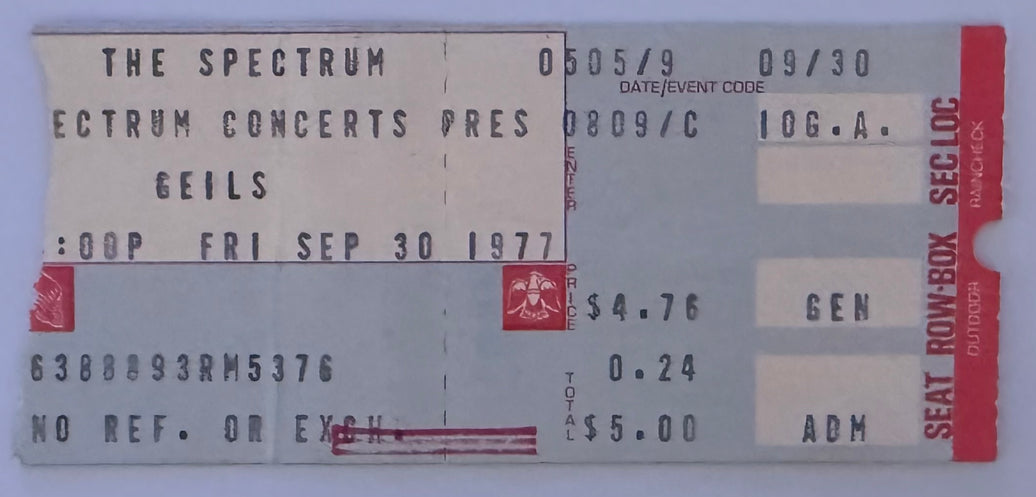 THE SPECTRUM 0505/9 09/30
DATE/EVENT CODE
ECTRUM CONCERTS PRES 0809/C 10G.A.
ENTER
GEILS
:00P FRI SEP 30 1977
PRICE $4.76 GEN
6388893RM5376 0.24
NO REF. OR EXCH. TOTAL $5.00 ADM
SEAT ROW-BOX SEC LOC
OUTDOOR RAINCHECK